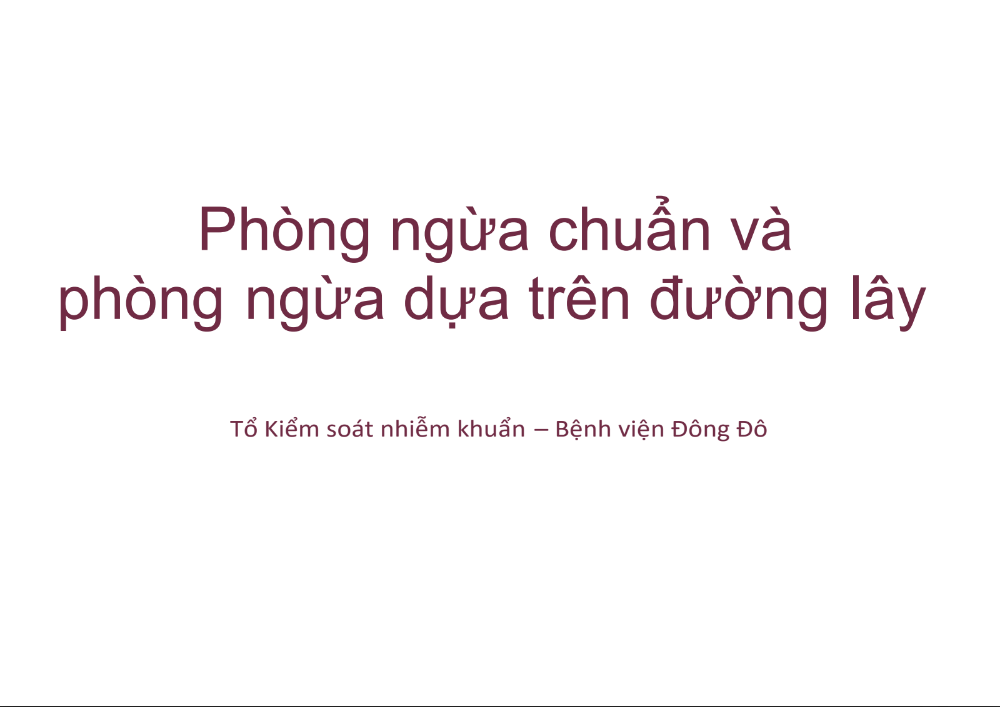 Phòng ngừa chuẩn và
phòng ngừa dựa trên đường lây
Tổ Kiểm soát nhiễm khuẩn – Bệnh viện Đông Đô